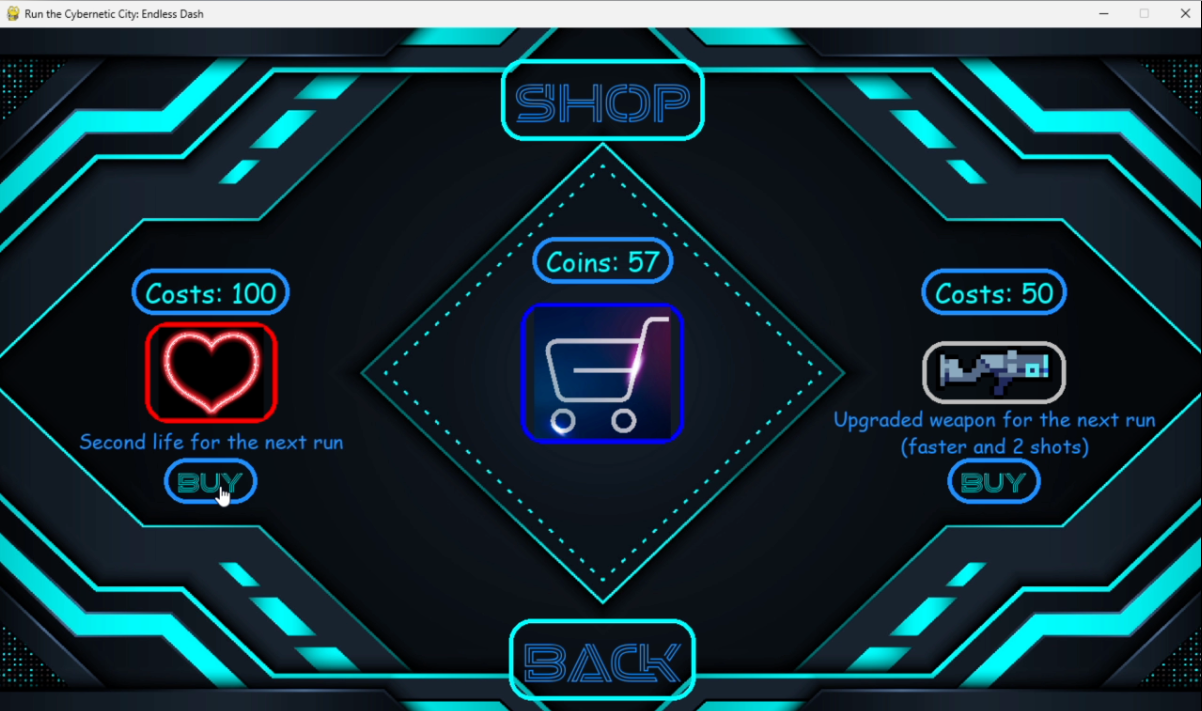 Run the Cybernetic City: Endless Dash
SHOP
Coins: 57
Costs: 100
Costs: 50
Second life for the next run
Upgraded weapon for the next run
(faster and 2 shots)
BUY
BUY
BACK